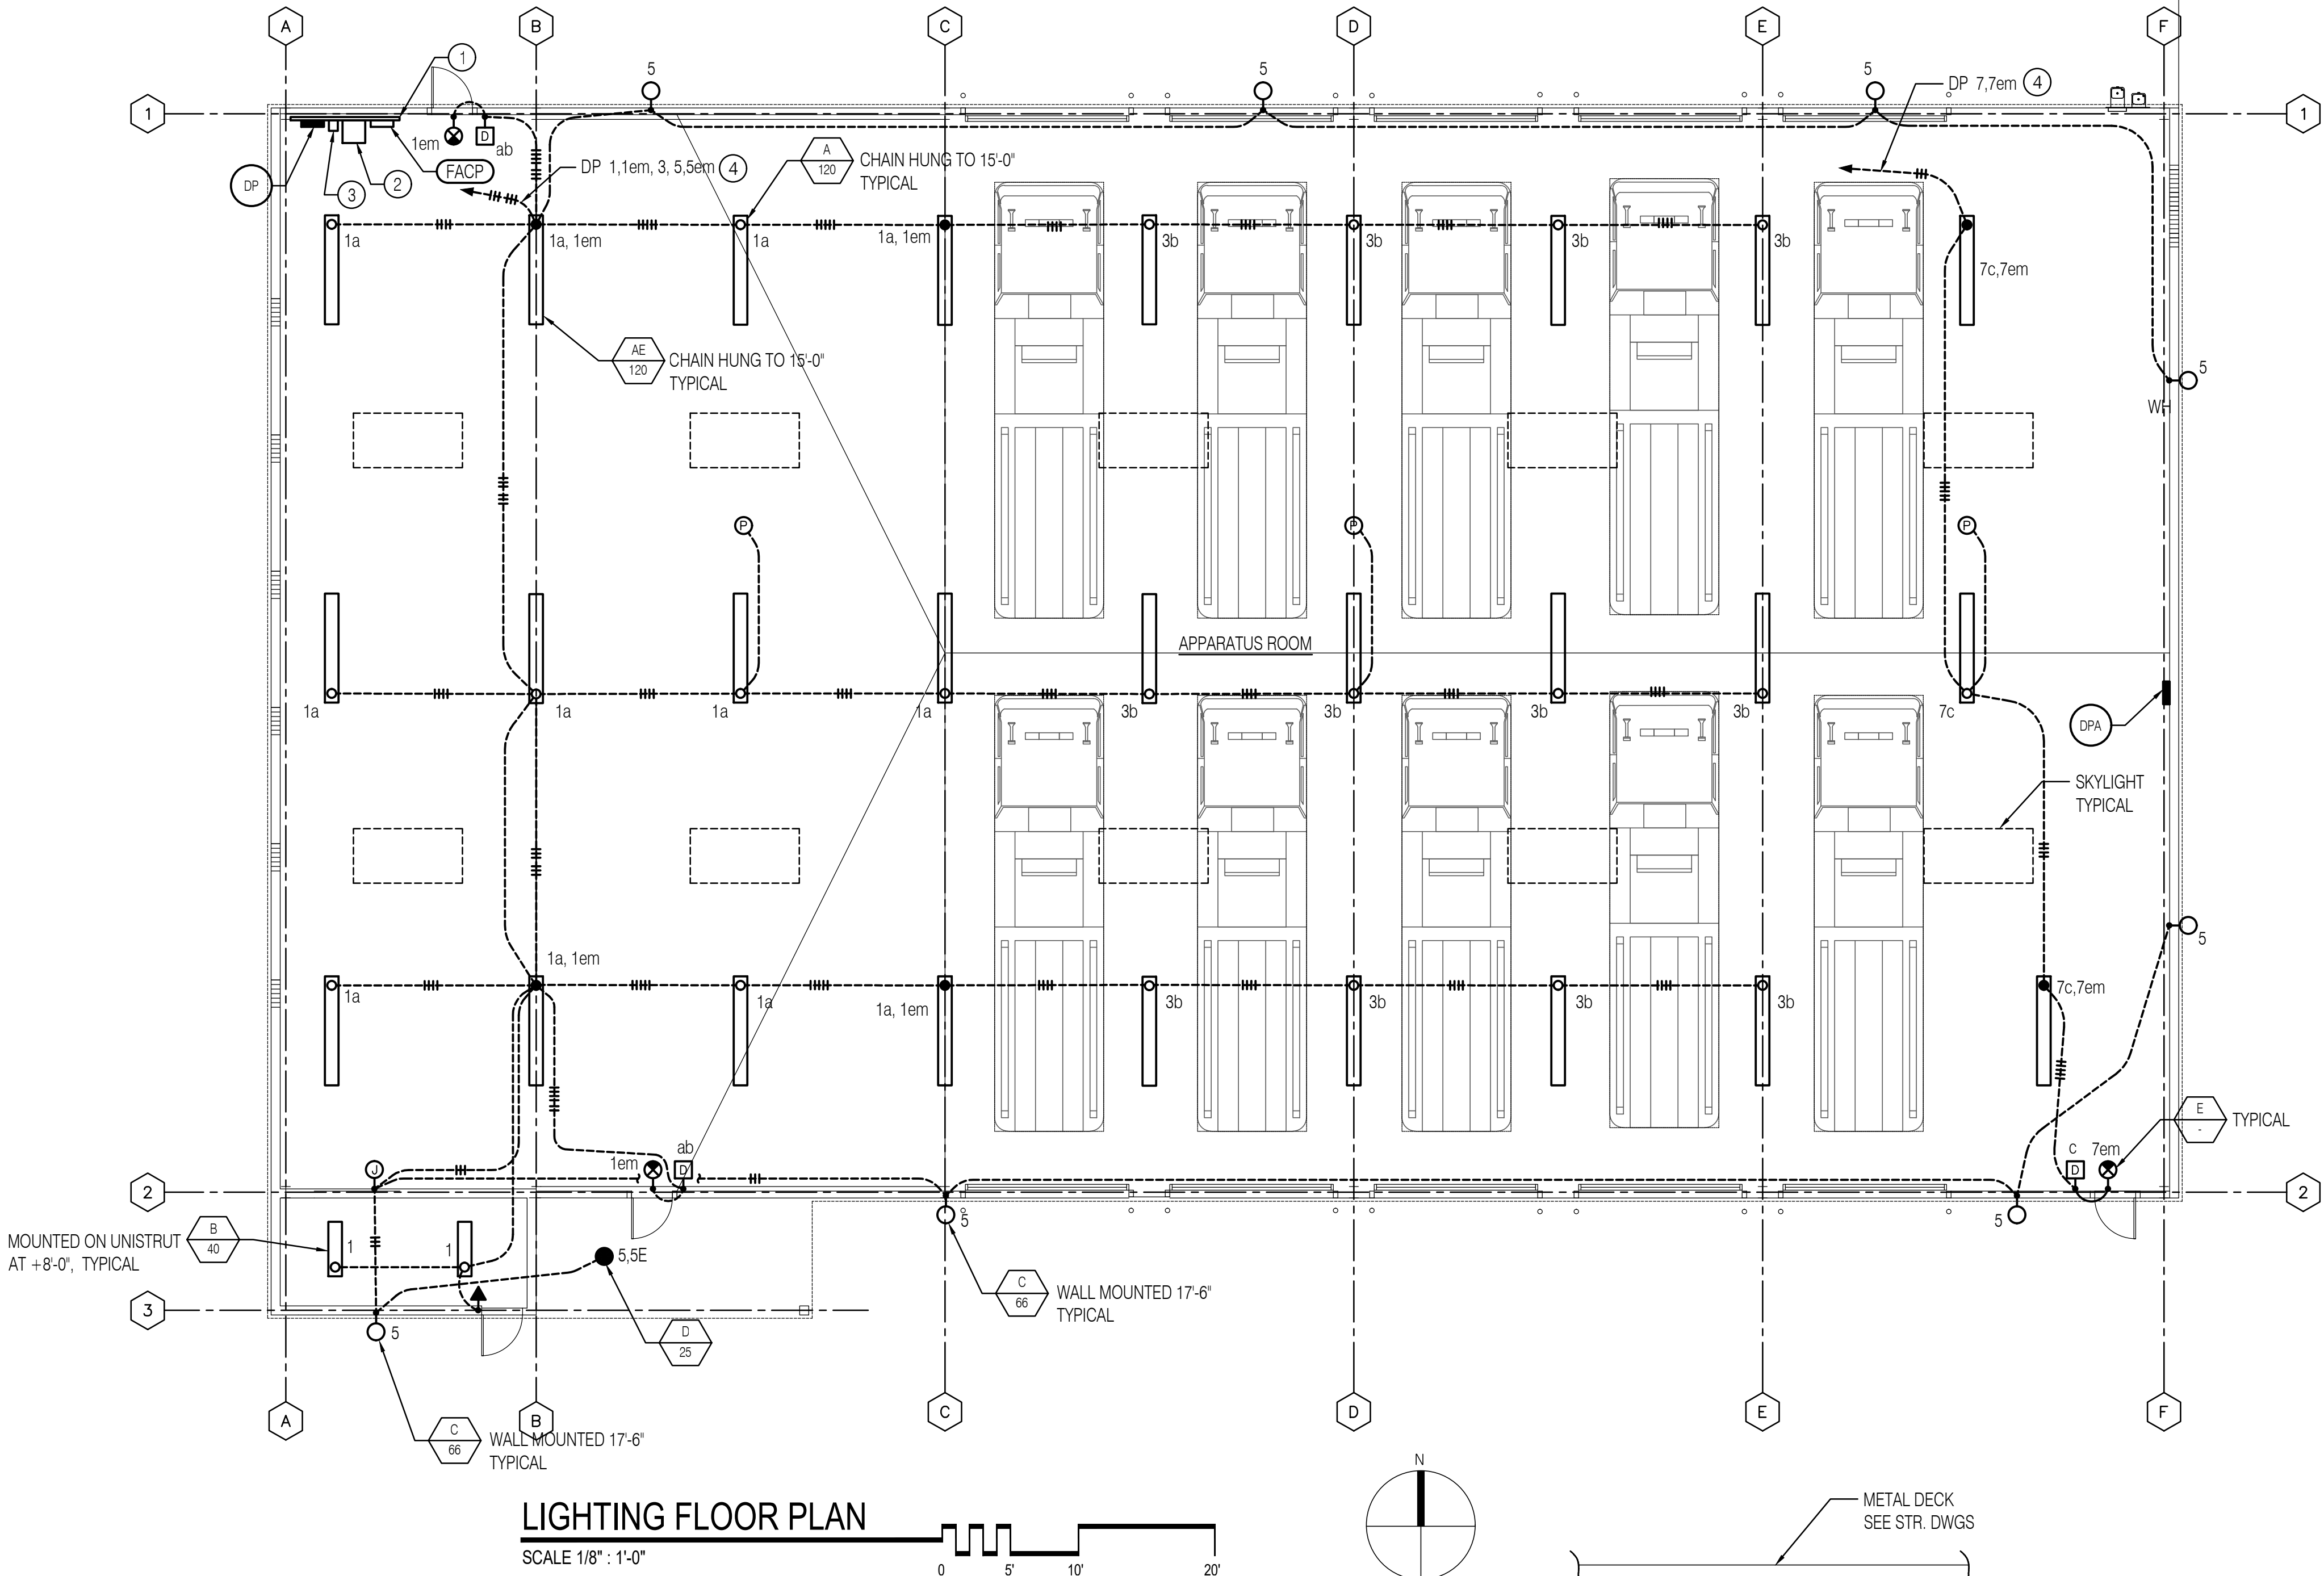 A
B
C
D
E
F
1
5
5
5
DP 7,7em
4
1
1
1em
D
ab
DP 1,1em, 3, 5,5em
4
A
120
CHAIN HUNG TO 15'-0"
TYPICAL
DP
3
2
FACP
1a
1a, 1em
1a
1a, 1em
3b
3b
3b
3b
7c,7em
AE
120
CHAIN HUNG TO 15'-0"
TYPICAL
5
WH
P
P
P
APPARATUS ROOM
1a
1a
1a
1a
3b
3b
3b
3b
7c
DPA
SKYLIGHT
TYPICAL
5
1a, 1em
1a
1a
1a, 1em
3b
3b
3b
3b
7c,7em
E
-
TYPICAL
J
1em
D
ab
C
D
7em
2
2
5
5
B
40
MOUNTED ON UNISTRUT
AT +8'-0", TYPICAL
1
1
5,5E
C
66
WALL MOUNTED 17'-6"
TYPICAL
3
5
D
25
A
B
C
D
E
F
C
66
WALL MOUNTED 17'-6"
TYPICAL
LIGHTING FLOOR PLAN
SCALE 1/8" : 1'-0"
0 5' 10' 20'
N
METAL DECK
SEE STR. DWGS